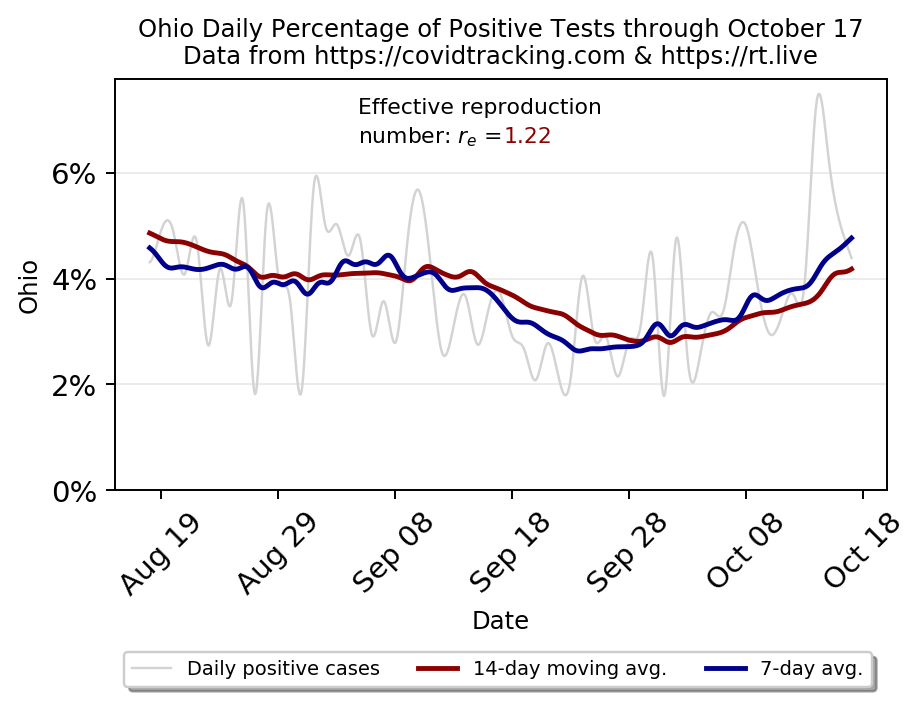 Ohio Daily Percentage of Positive Tests through October 17
Data from https://covidtracking.com & https://rt.live
Effective reproduction
number: rₑ =1.22
6%
4%
2%
0%
Ohio
Aug 19
Aug 29
Sep 08
Sep 18
Sep 28
Oct 08
Oct 18
Date
Daily positive cases
14-day moving avg.
7-day avg.